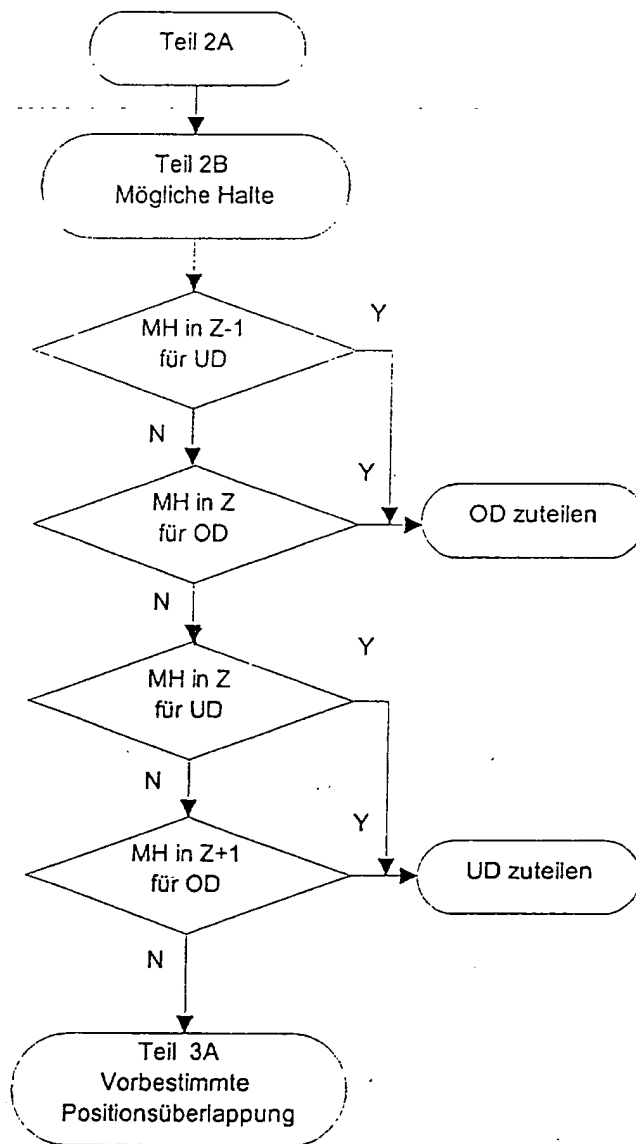 Teil 2A
Teil 2B
Mögliche Halte
MH in Z-1
für UD
Y
N
Y
MH in Z
für OD
OD zuteilen
N
Y
MH in Z
für UD
N
Y
MH in Z+1
für OD
UD zuteilen
N
Teil 3A
Vorbestimmte
Positionsüberlappung